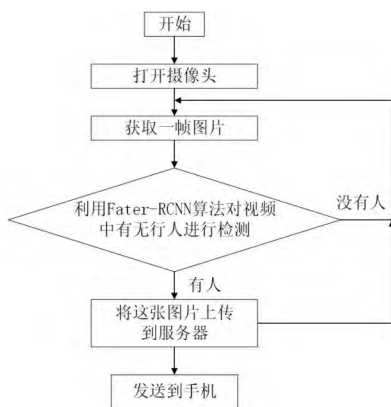 开始
打开摄像头
获取一帧图片
利用Fater-RCNN算法对视频
中有无行人进行检测
没有人
有人
将这张图片上传
到服务器
发送到手机